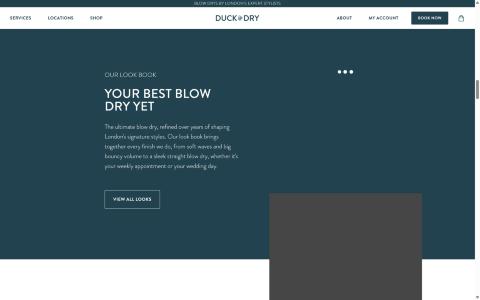 BLOW DRYS BY LONDON'S EXPERT STYLISTS
SERVICES LOCATIONS SHOP DUCK & DRY ABOUT MY ACCOUNT BOOK NOW
OUR LOOK BOOK
YOUR BEST BLOW
DRY YET
The ultimate blow dry, refined over years of shaping
London's signature styles. Our look book brings
together every finish we do, from soft waves and big
bouncy volume to a sleek straight blow dry, whether it's
your weekly appointment or your wedding day.
VIEW ALL LOOKS